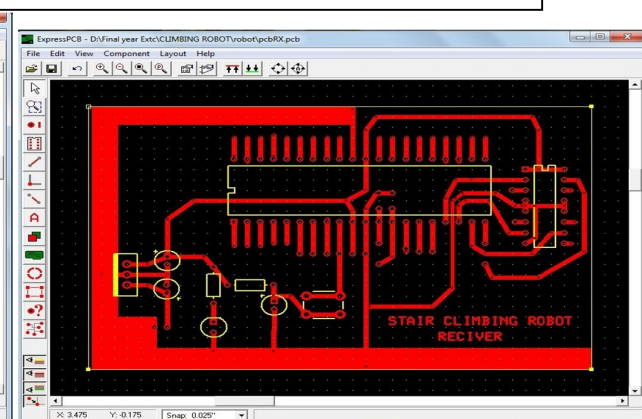 ExpressPCB - D:\Final year Extc\CLIMBING ROBOT\robot\pcbRX.pcb
File Edit View Component Layout Help
STAIR CLIMBING ROBOT
RECIVER
X: 3.475 Y: -0.175 Snap: 0.025"